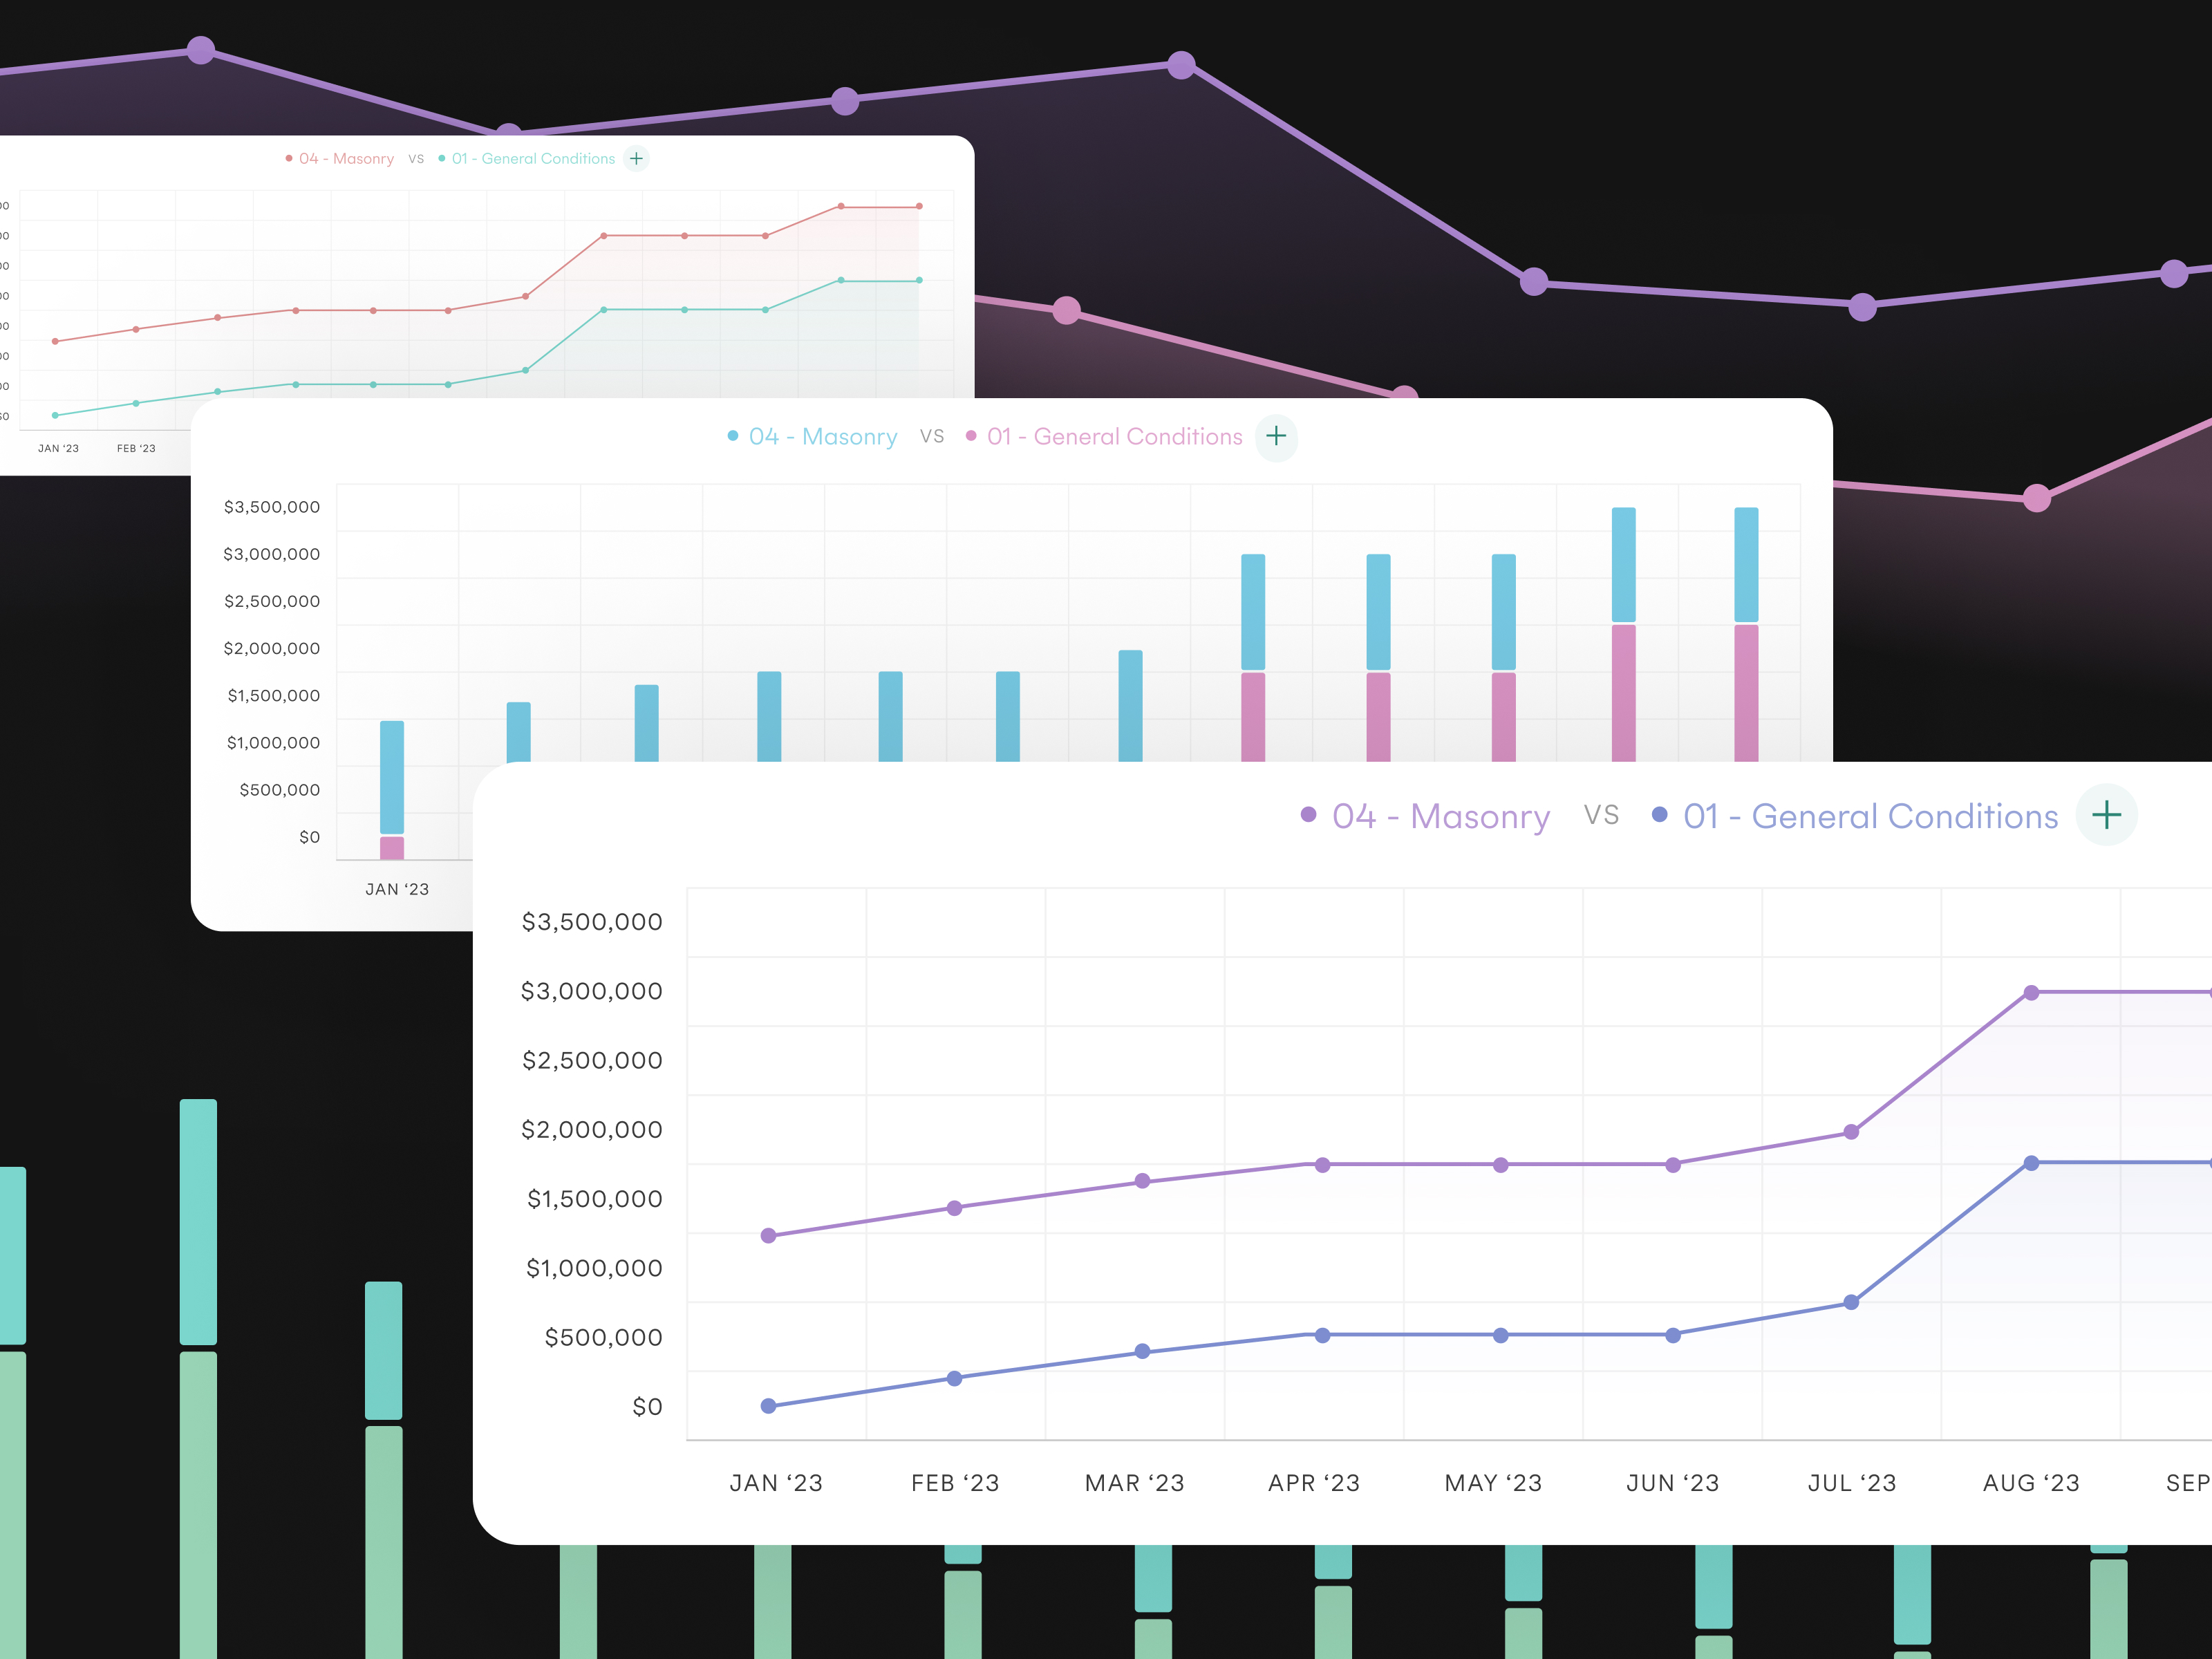 04 - Masonry VS 01 - General Conditions +
JAN ‘23 FEB ‘23
04 - Masonry VS 01 - General Conditions +
$3,500,000
$3,000,000
$2,500,000
$2,000,000
$1,500,000
$1,000,000
$500,000
$0
JAN ‘23
04 - Masonry VS 01 - General Conditions +
$3,500,000
$3,000,000
$2,500,000
$2,000,000
$1,500,000
$1,000,000
$500,000
$0
JAN ‘23 FEB ‘23 MAR ‘23 APR ‘23 MAY ‘23 JUN ‘23 JUL ‘23 AUG ‘23 SEP